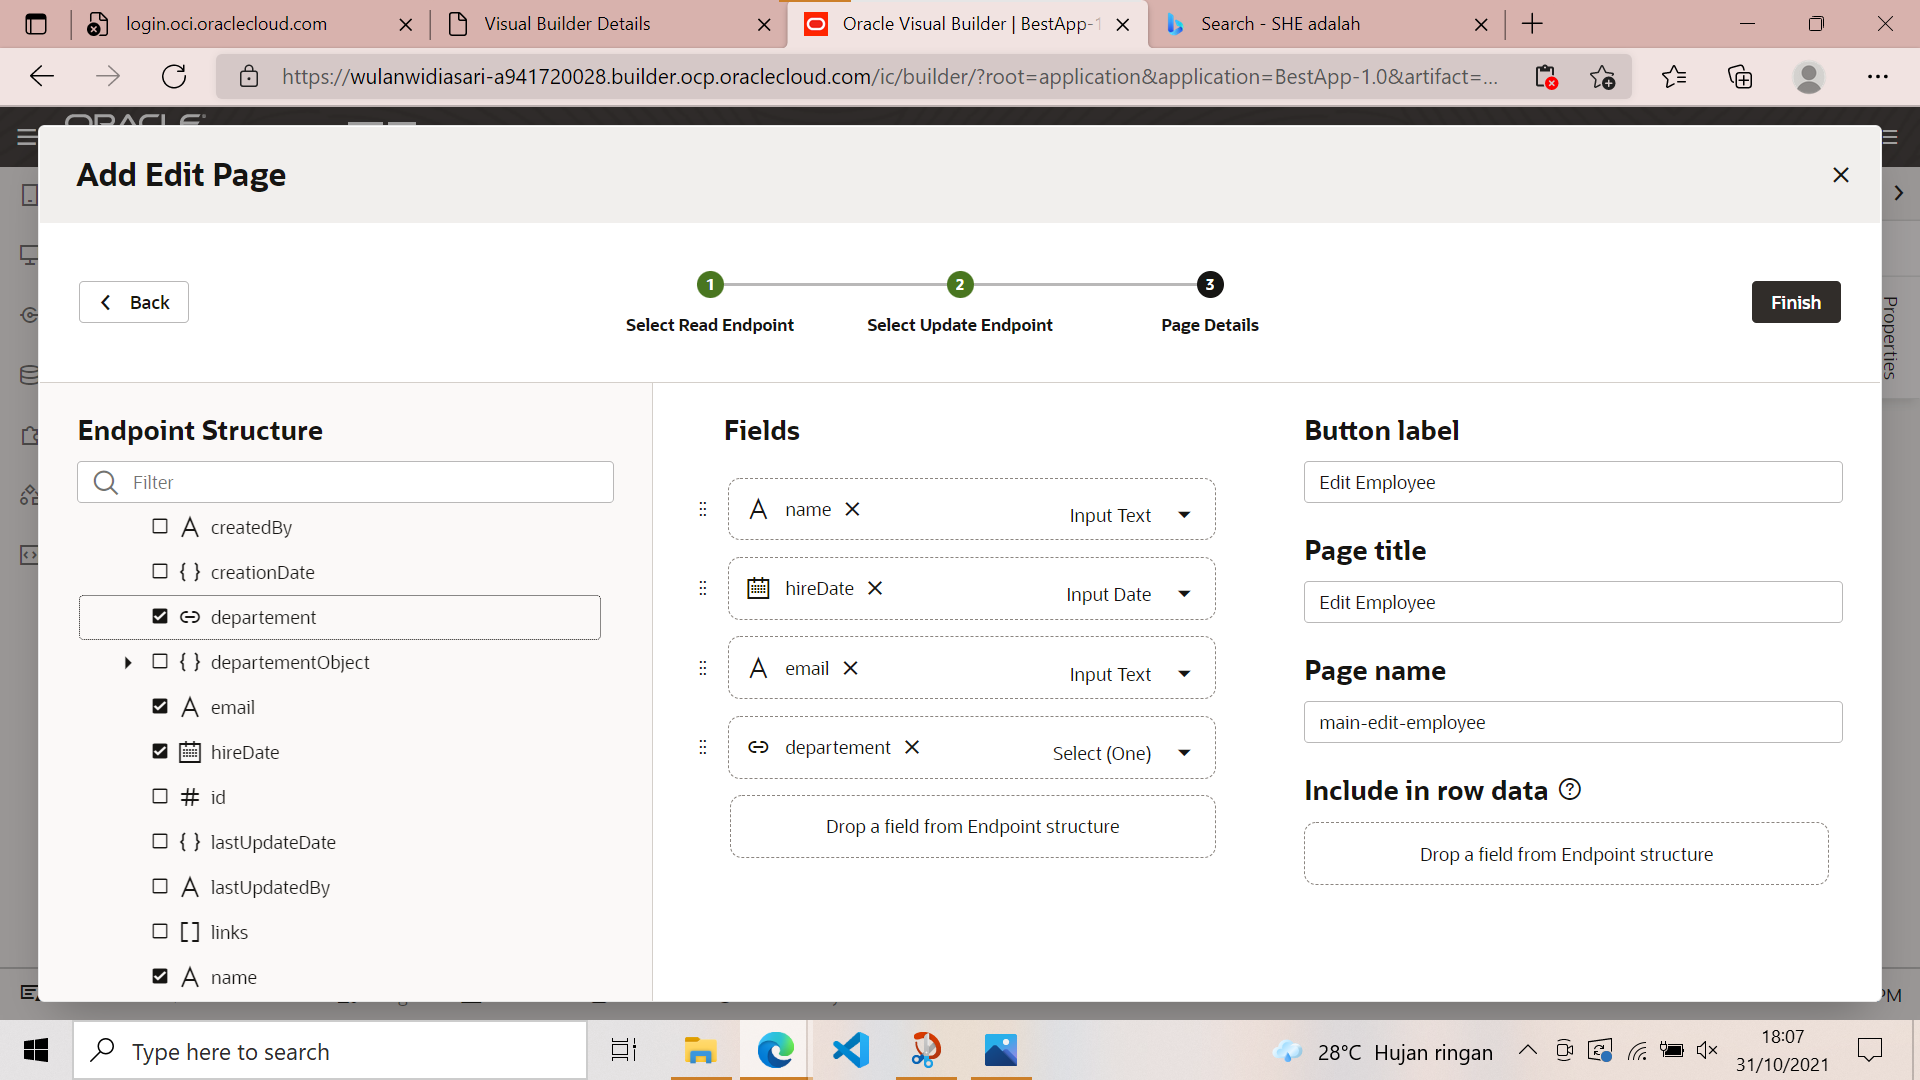 login.oci.oraclecloud.com
Visual Builder Details
Oracle Visual Builder | BestApp-1
Search - SHE adalah
https://wulanwidiasari-a941720028.builder.ocp.oraclecloud.com/ic/builder/?root=application&application=BestApp-1.0&artifact=...
ORACLE
Add Edit Page
Back
1
2
3
Select Read Endpoint
Select Update Endpoint
Page Details
Finish
Properties
Endpoint Structure
Filter
createdBy
{ } creationDate
departement
{ } departementObject
email
hireDate
# id
{ } lastUpdateDate
lastUpdatedBy
[ ] links
name
Fields
name
Input Text
hireDate
Input Date
email
Input Text
departement
Select (One)
Drop a field from Endpoint structure
Button label
Edit Employee
Page title
Edit Employee
Page name
main-edit-employee
Include in row data
Drop a field from Endpoint structure
PM
Type here to search
28°C Hujan ringan
18:07
31/10/2021